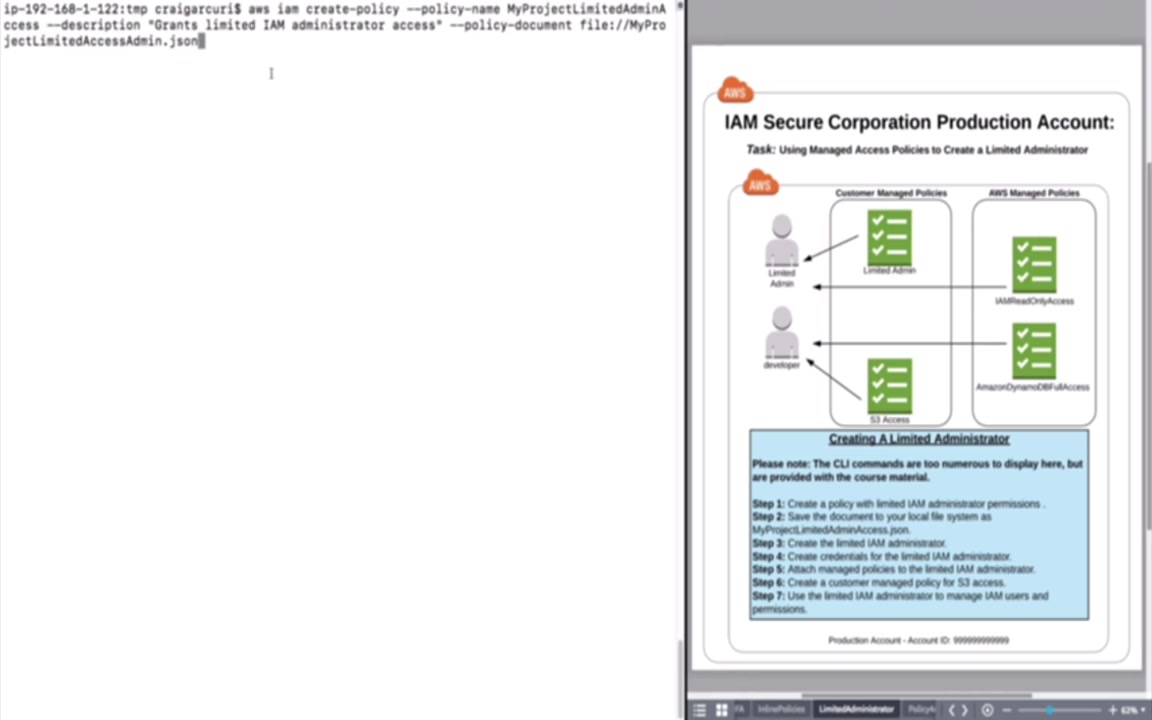 ip-192-168-1-122:tmp craigarcuri$ aws iam create-policy --policy-name MyProjectLimitedAdminA
ccess --description "Grants limited IAM administrator access" --policy-document file://MyPro
jectLimitedAccessAdmin.json
AWS
IAM Secure Corporation Production Account:
Task: Using Managed Access Policies to Create a Limited Administrator
AWS
Customer Managed Policies
AWS Managed Policies
Limited
Admin
Limited Admin
IAMReadOnlyAccess
developer
AmazonDynamoDBFullAccess
S3 Access
Creating A Limited Administrator
Please note: The CLI commands are too numerous to display here, but
are provided with the course material.
Step 1: Create a policy with limited IAM administrator permissions .
Step 2: Save the document to your local file system as
MyProjectLimitedAdminAccess.json.
Step 3: Create the limited IAM administrator.
Step 4: Create credentials for the limited IAM administrator.
Step 5: Attach managed policies to the limited IAM administrator.
Step 6: Create a customer managed policy for S3 access.
Step 7: Use the limited IAM administrator to manage IAM users and
permissions.
Production Account - Account ID: 999999999999
FA InlinePolicies LimitedAdministrator 62%